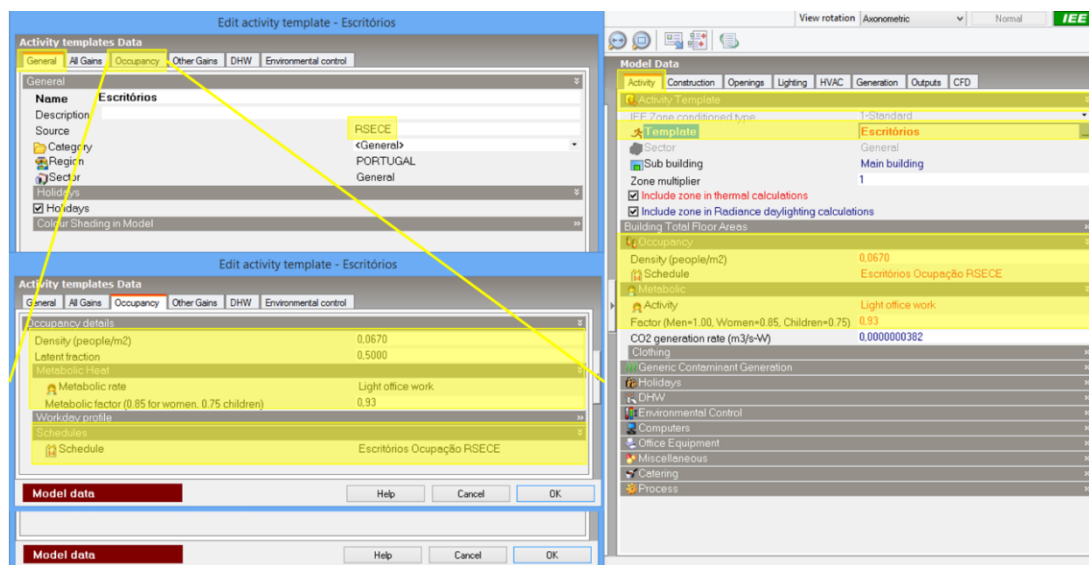 Edit activity template - Escritórios
Activity templates Data
General All Gains Occupancy Other Gains DHW Environmental control
General
Name Escritórios
Description
Source RSECE
Category <General>
Region PORTUGAL
Sector General
Holidays
Holidays
Colour Shading in Model
Edit activity template - Escritórios
Activity templates Data
General All Gains Occupancy Other Gains DHW Environmental control
Occupancy details
Density (people/m2) 0,0670
Latent fraction 0,5000
Metabolic Heat
Metabolic rate Light office work
Metabolic factor (0.85 for women, 0.75 children) 0,93
Workday profile
Schedules
Schedule Escritórios Ocupação RSECE
Model data Help Cancel OK
Model data Help Cancel OK
View rotation Axonometric Normal IEE
Model Data
Activity Construction Openings Lighting HVAC Generation Outputs CFD
Activity Template
IEE Zone conditioned type 1-Standard
Template Escritórios ...
Sector General
Sub building Main building
Zone multiplier 1
Include zone in thermal calculations
Include zone in Radiance daylighting calculations
Building Total Floor Areas
Occupancy
Density (people/m2) 0,0670
Schedule Escritórios Ocupação RSECE
Metabolic
Activity Light office work
Factor (Men=1.00, Women=0.85, Children=0.75) 0,93
CO2 generation rate (m3/s-W) 0,0000000382
Clothing
Generic Contaminant Generation
Holidays
DHW
Environmental Control
Computers
Office Equipment
Miscellaneous
Catering
Process